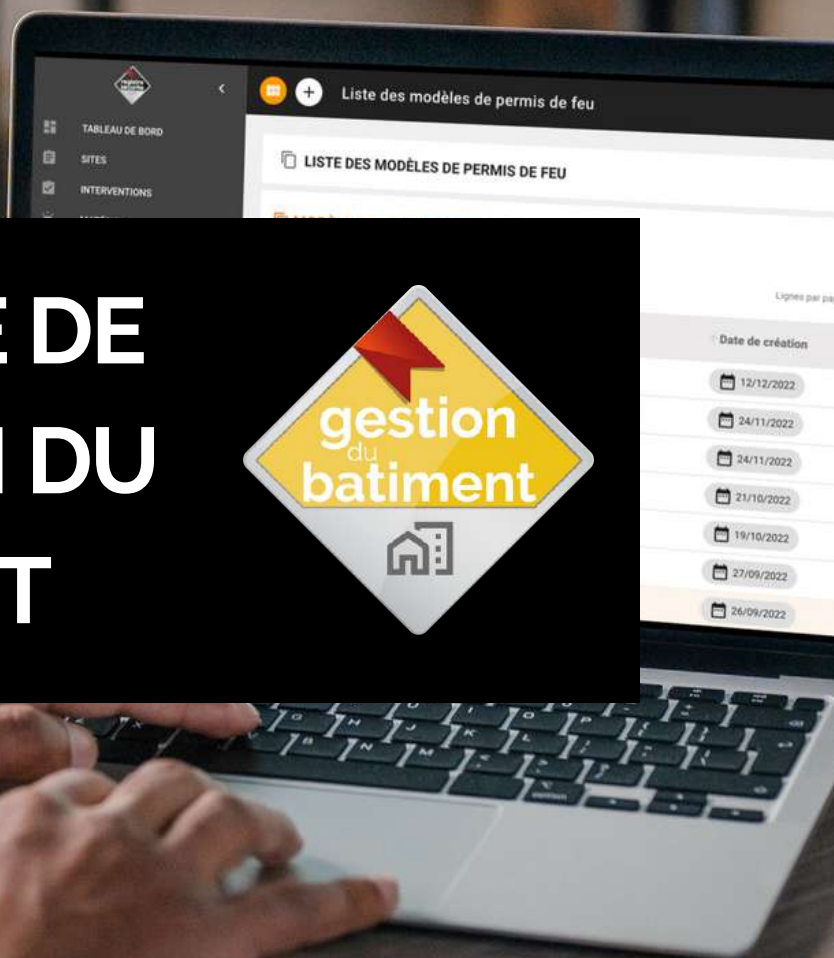 Liste des modèles de permis de feu
TABLEAU DE BORD
SITES
INTERVENTIONS
LISTE DES MODÈLES DE PERMIS DE FEU
Lignes par
Date de création
12/12/2022
24/11/2022
24/11/2022
21/10/2022
19/10/2022
27/09/2022
26/09/2022
E DE
DU
T
gestion
du
batiment